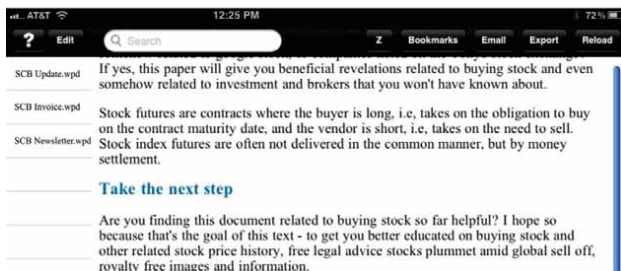 AT&T 12:25 PM 72%
? Edit Search Z Bookmarks Email Export Reload
SCB Update.wpd
SCB Invoice.wpd
SCB Newsletter.wpd
If yes, this paper will give you beneficial revelations related to buying stock and even
somehow related to investment and brokers that you won't have known about.
Stock futures are contracts where the buyer is long, i.e, takes on the obligation to buy
on the contract maturity date, and the vendor is short, i.e, takes on the need to sell.
Stock index futures are often not delivered in the common manner, but by money
settlement.
Take the next step
Are you finding this document related to buying stock so far helpful? I hope so
because that's the goal of this text - to get you better educated on buying stock and
other related stock price history, free legal advice stocks plummet amid global sell off,
royalty free images and information.